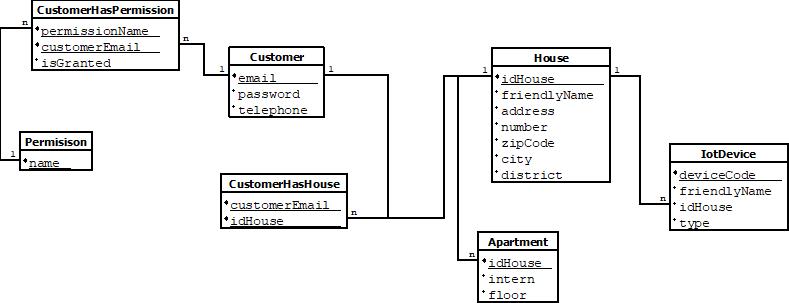 CustomerHasPermission
permissionName
customerEmail
isGranted
n
n
Customer
email
password
telephone
1
1
House
idHouse
friendlyName
address
number
zipCode
city
district
1
1
Permisison
name
1
IotDevice
deviceCode
friendlyName
idHouse
type
n
CustomerHasHouse
customerEmail
idHouse
n
Apartment
idHouse
intern
floor
n